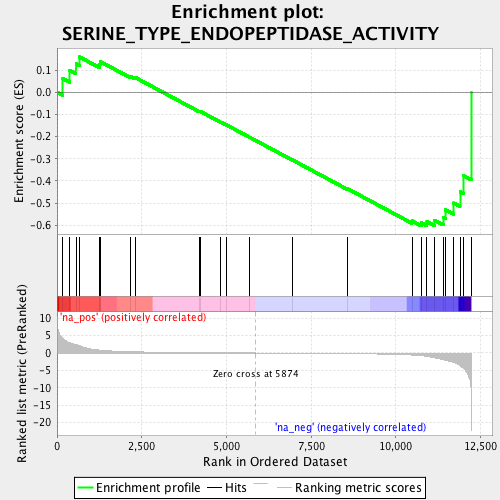 Enrichment plot:
SERINE_TYPE_ENDOPEPTIDASE_ACTIVITY
Enrichment score (ES)
0.1
0.0
-0.1
-0.2
-0.3
-0.4
-0.5
-0.6
'na_pos' (positively correlated)
Ranked list metric (PreRanked)
10
5
0
-5
-10
-15
-20
Zero cross at 5874
'na_neg' (negatively correlated)
0 2,500 5,000 7,500 10,000 12,500
Rank in Ordered Dataset
Enrichment profile Hits Ranking metric scores